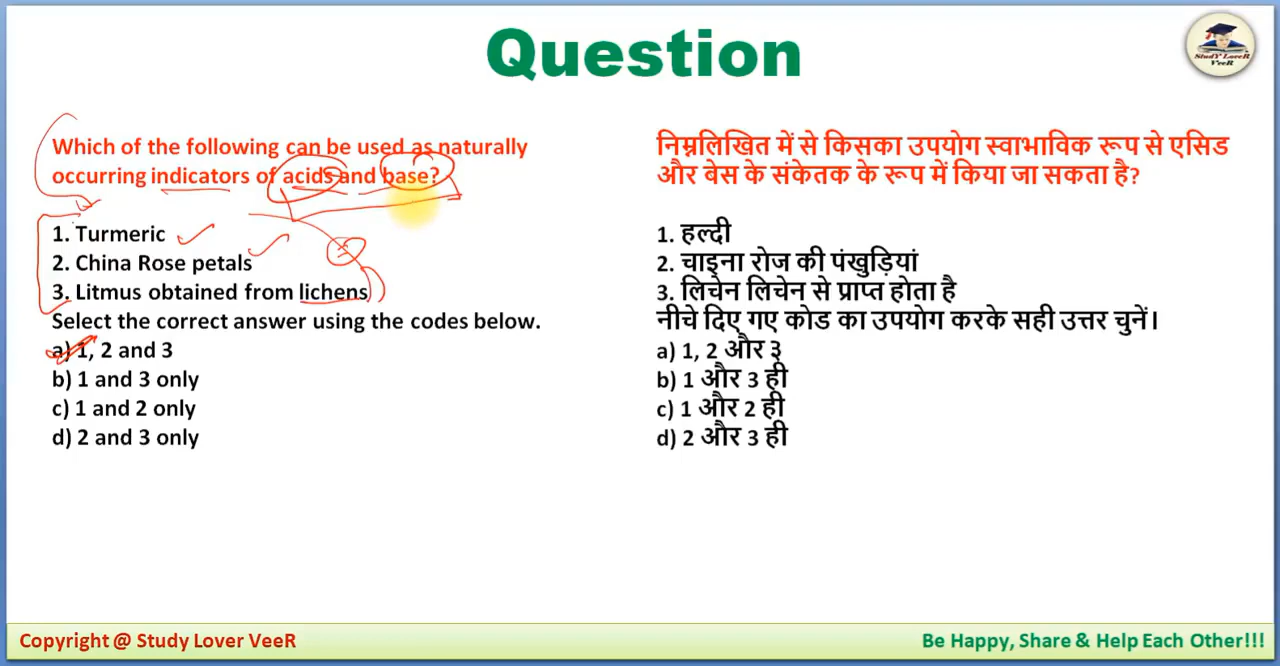 Question
StudY LoveR
VeeR
Which of the following can be used as naturally
occurring indicators of acids and base?
1. Turmeric
2. China Rose petals
3. Litmus obtained from lichens
Select the correct answer using the codes below.
a) 1, 2 and 3
b) 1 and 3 only
c) 1 and 2 only
d) 2 and 3 only
निम्नलिखित में से किसका उपयोग स्वाभाविक रूप से एसिड
और बेस के संकेतक के रूप में किया जा सकता है?
1. हल्दी
2. चाइना रोज की पंखुड़ियां
3. लिचेन लिचेन से प्राप्त होता है
नीचे दिए गए कोड का उपयोग करके सही उत्तर चुनें।
a) 1, 2 और ३
b) 1 और 3 ही
c) 1 और 2 ही
d) 2 और 3 ही
Copyright @ Study Lover VeeR
Be Happy, Share & Help Each Other!!!